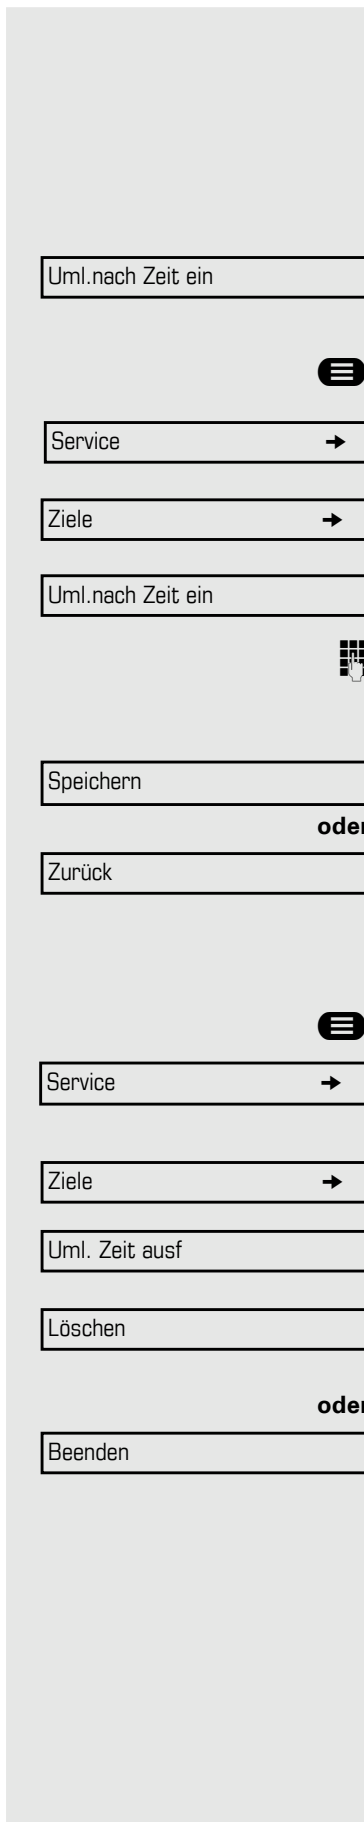 Uml.nach Zeit ein
Service
Ziele
Uml.nach Zeit ein
Speichern
oder
Zurück
Service
Ziele
Uml. Zeit ausf
Löschen
oder
Beenden